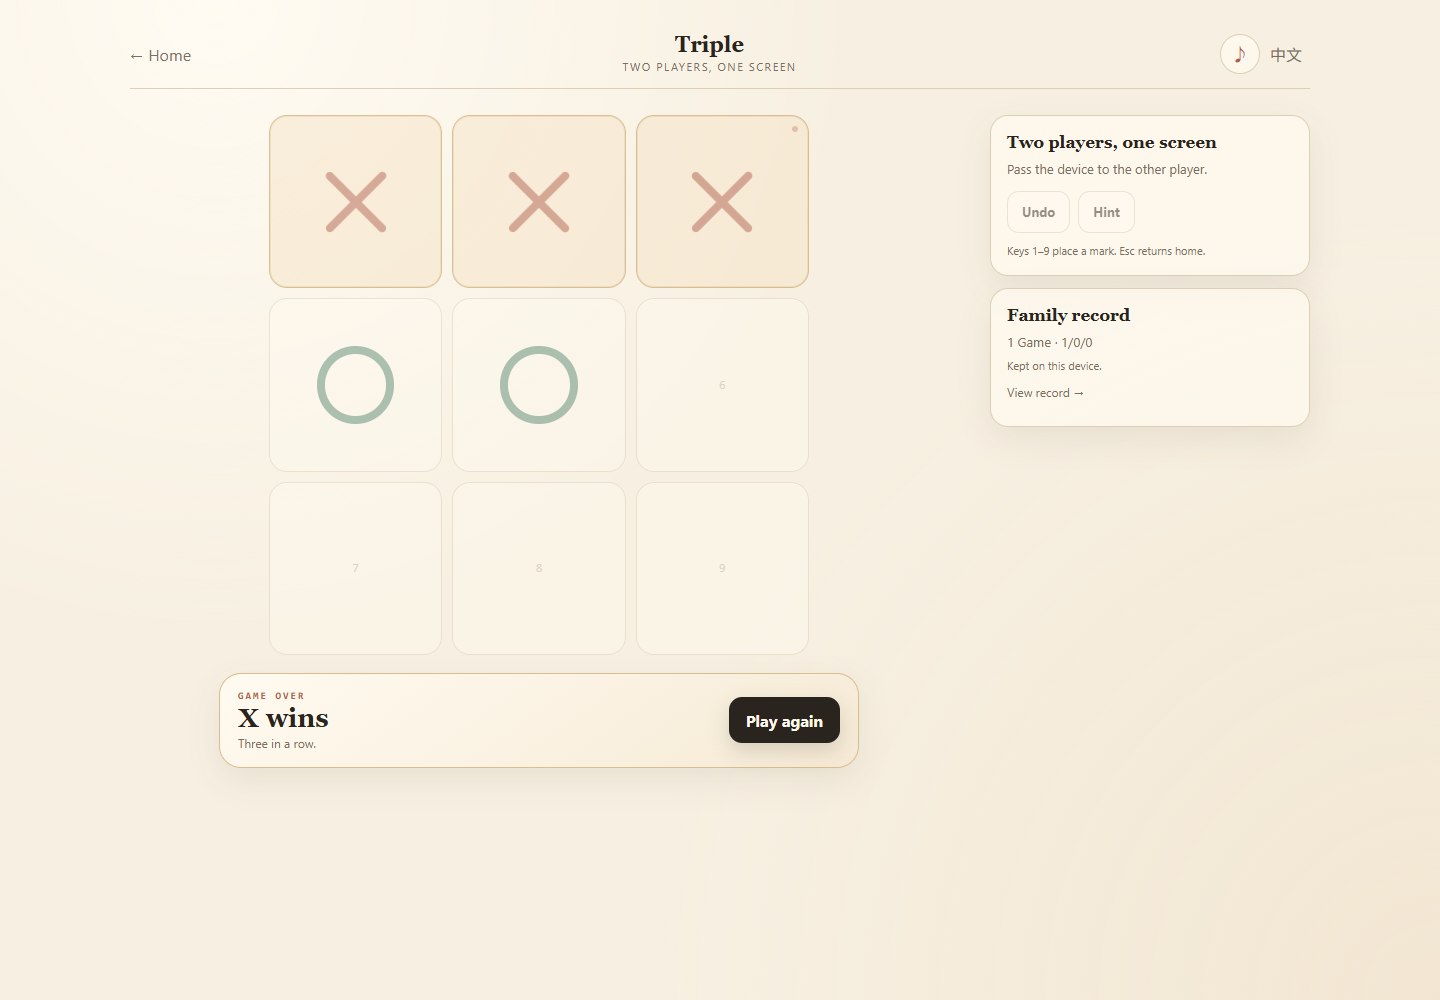 ← Home
Triple
TWO PLAYERS, ONE SCREEN
中文
6
7
8
9
GAME OVER
X wins
Three in a row.
Play again
Two players, one screen
Pass the device to the other player.
Undo
Hint
Keys 1–9 place a mark. Esc returns home.
Family record
1 Game · 1/0/0
Kept on this device.
View record →